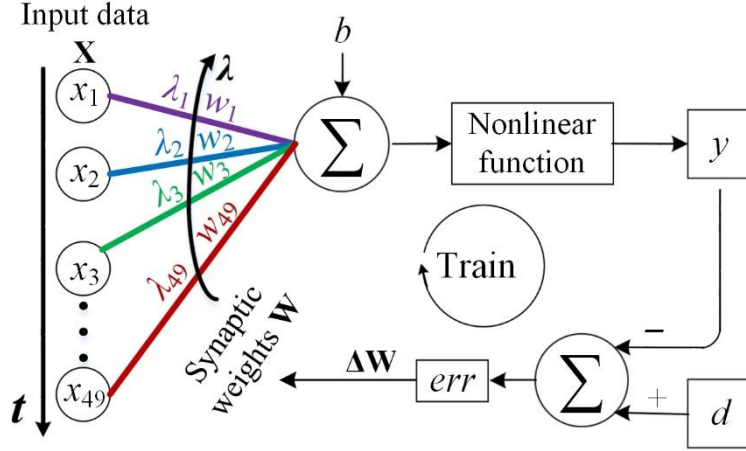 Input data
X
x₁
x₂
x₃
x₄₉
t
λ₁ w₁
λ₂ w₂
λ₃ w₃
λ₄₉ w₄₉
λ
Synaptic
weights W
b
∑
Nonlinear
function
y
Train
−
+
d
∑
err
ΔW